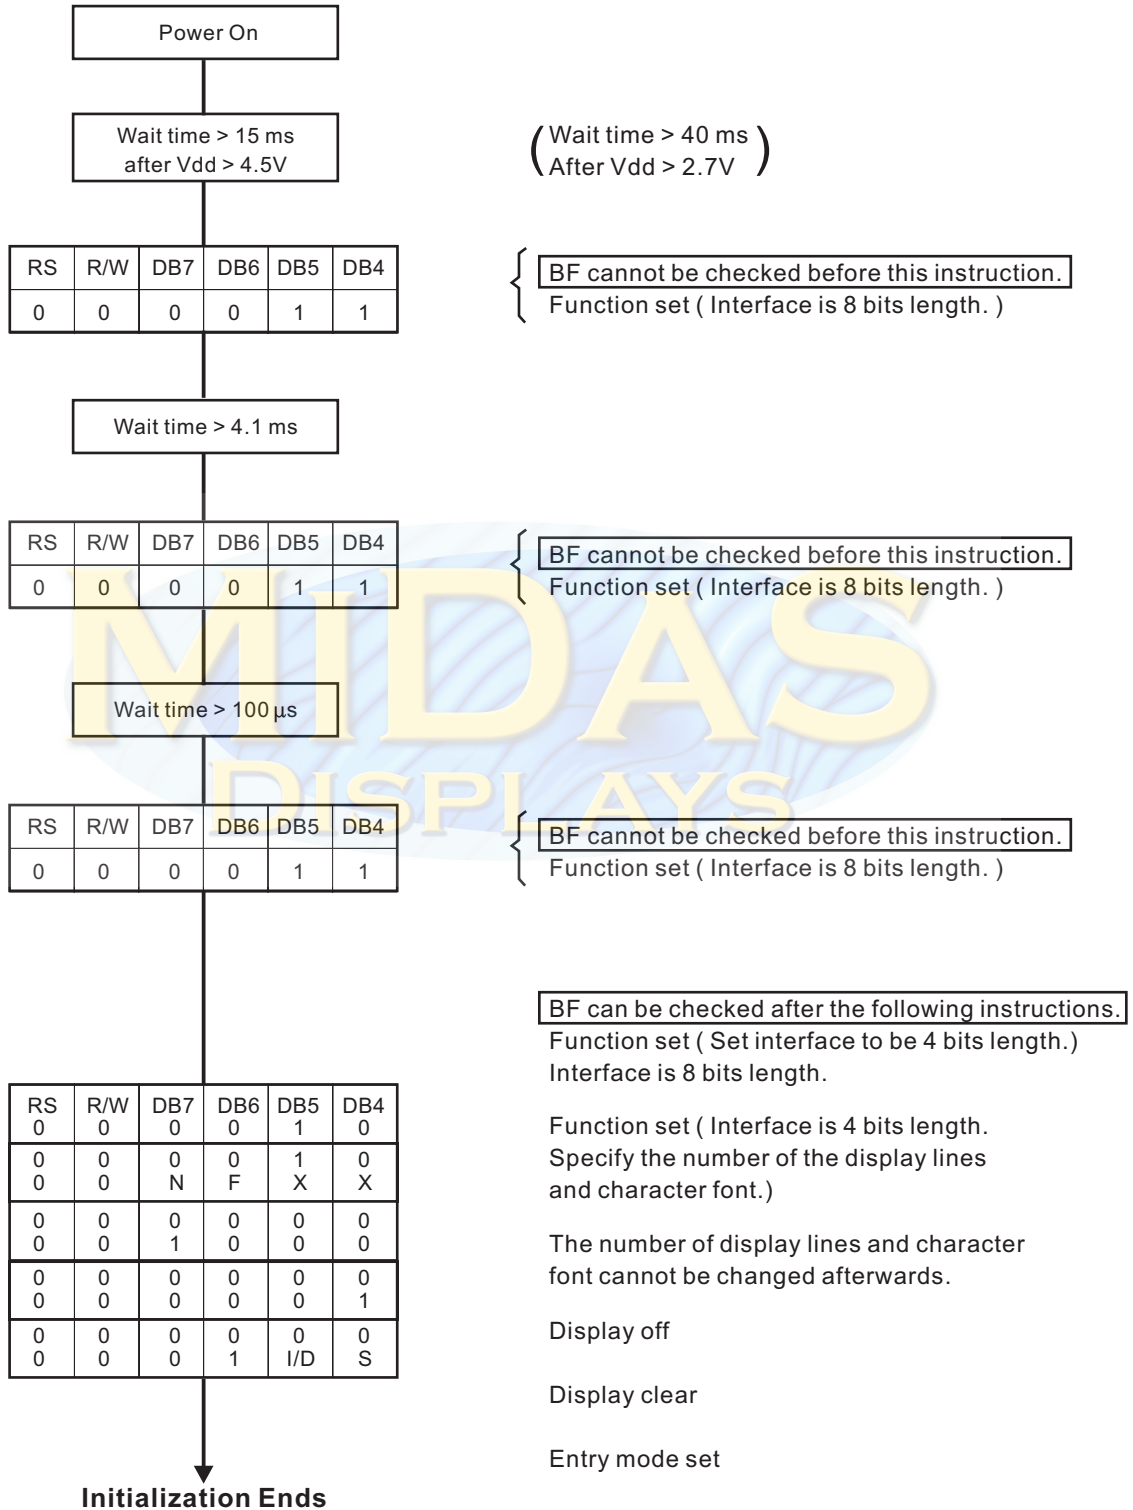 Power On
Wait time > 15 ms
after Vdd > 4.5V
(Wait time > 40 ms
After Vdd > 2.7V)
RS R/W DB7 DB6 DB5 DB4
0 0 0 0 1 1
BF cannot be checked before this instruction.
Function set ( Interface is 8 bits length. )
Wait time > 4.1 ms
RS R/W DB7 DB6 DB5 DB4
0 0 0 0 1 1
BF cannot be checked before this instruction.
Function set ( Interface is 8 bits length. )
MIDAS
Wait time > 100 µs
DISPLAYS
RS R/W DB7 DB6 DB5 DB4
0 0 0 0 1 1
BF cannot be checked before this instruction.
Function set ( Interface is 8 bits length. )
BF can be checked after the following instructions.
Function set ( Set interface to be 4 bits length.)
Interface is 8 bits length.
RS R/W DB7 DB6 DB5 DB4
0 0 0 0 1 0
0 0 0 0 1 0
0 0 N F X X
0 0 0 0 0 0
0 0 1 0 0 0
0 0 0 0 0 0
0 0 0 0 0 1
0 0 0 0 0 0
0 0 0 1 I/D S
Function set ( Interface is 4 bits length.
Specify the number of the display lines
and character font.)
The number of display lines and character
font cannot be changed afterwards.
Display off
Display clear
Entry mode set
Initialization Ends